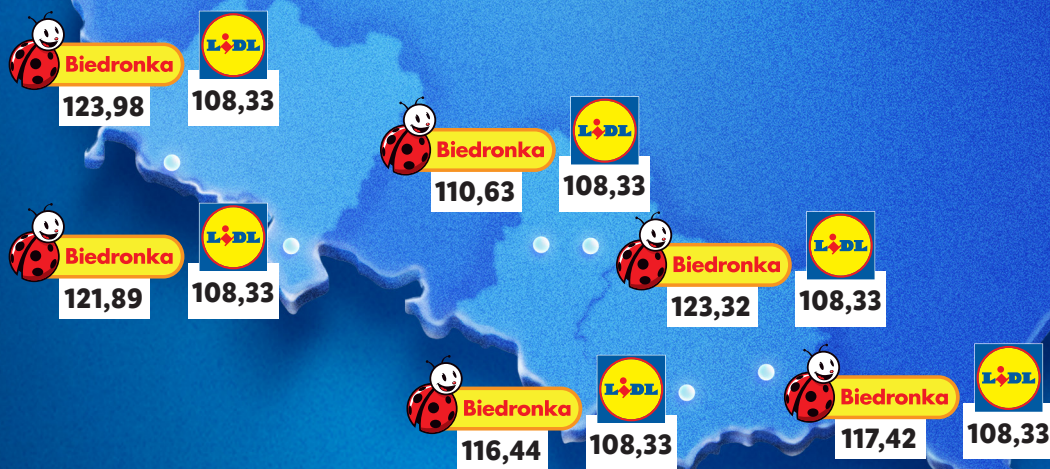 Biedronka
123,98
LiDL
108,33
Biedronka
110,63
LiDL
108,33
Biedronka
121,89
LiDL
108,33
Biedronka
123,32
LiDL
108,33
Biedronka
116,44
LiDL
108,33
Biedronka
117,42
LiDL
108,33